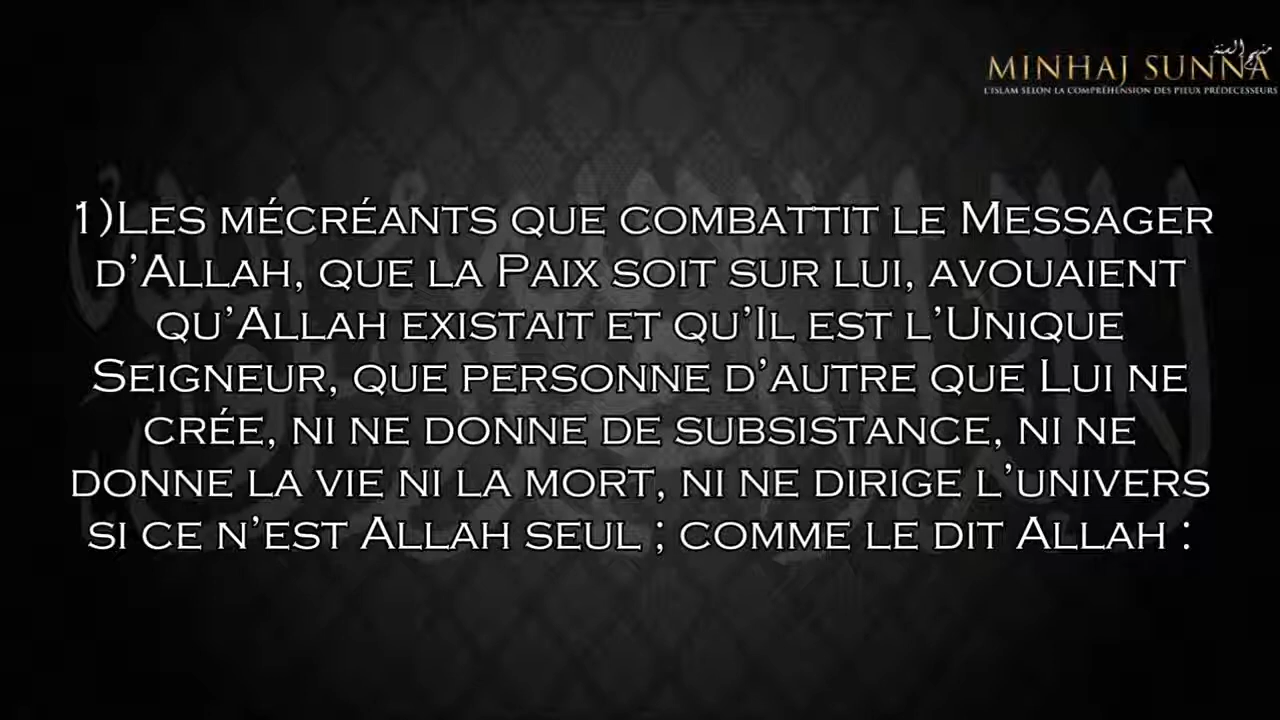 منهج السنة
MINHAJ SUNNA
L'ISLAM SELON LA COMPRÉHENSION DES PIEUX PRÉDECESSEURS
1)LES MÉCRÉANTS QUE COMBATTIT LE MESSAGER
D'ALLAH, QUE LA PAIX SOIT SUR LUI, AVOUAIENT
QU'ALLAH EXISTAIT ET QU'IL EST L'UNIQUE
SEIGNEUR, QUE PERSONNE D'AUTRE QUE LUI NE
CRÉE, NI NE DONNE DE SUBSISTANCE, NI NE
DONNE LA VIE NI LA MORT, NI NE DIRIGE L'UNIVERS
SI CE N'EST ALLAH SEUL ; COMME LE DIT ALLAH :